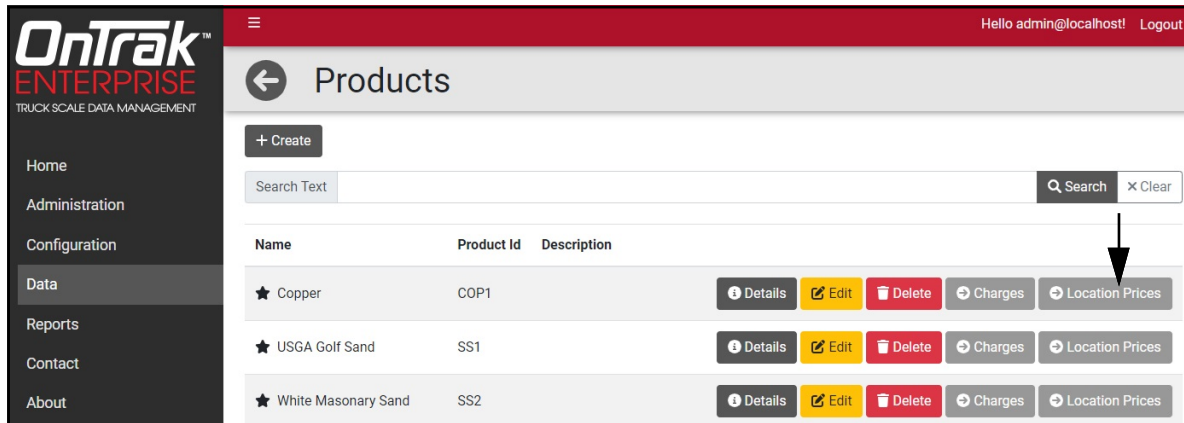 OnTrak™
ENTERPRISE
TRUCK SCALE DATA MANAGEMENT
Home
Administration
Configuration
Data
Reports
Contact
About
Hello admin@localhost! Logout
Products
+ Create
Search Text Search × Clear
Name Product Id Description
Copper COP1 Details Edit Delete Charges Location Prices
USGA Golf Sand SS1 Details Edit Delete Charges Location Prices
White Masonary Sand SS2 Details Edit Delete Charges Location Prices